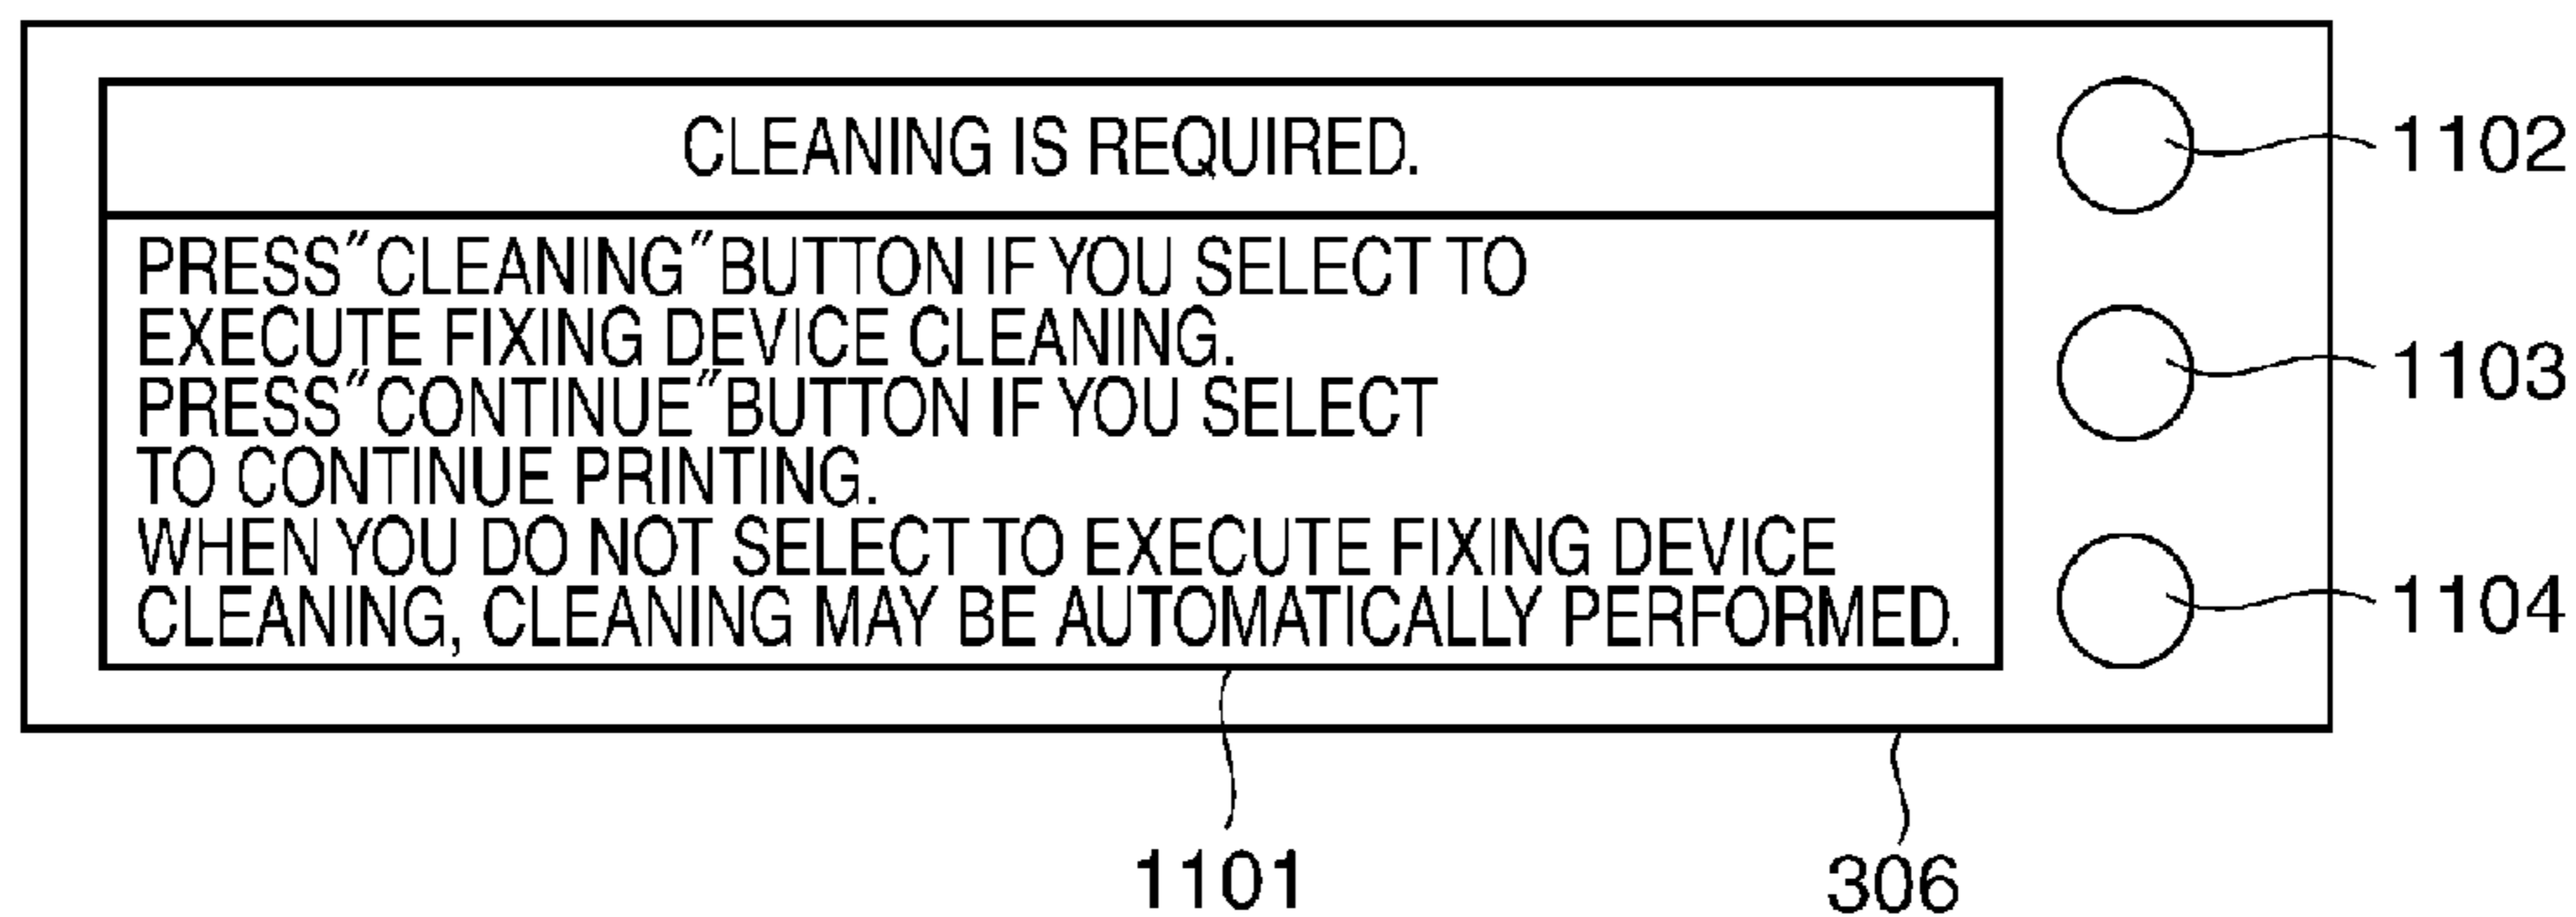 CLEANING IS REQUIRED.
1102
PRESS"CLEANING"BUTTON IF YOU SELECT TO
EXECUTE FIXING DEVICE CLEANING.
PRESS"CONTINUE"BUTTON IF YOU SELECT
1103
TO CONTINUE PRINTING.
WHEN YOU DO NOT SELECT TO EXECUTE FIXING DEVICE
CLEANING, CLEANING MAY BE AUTOMATICALLY PERFORMED.
1104
1101
306